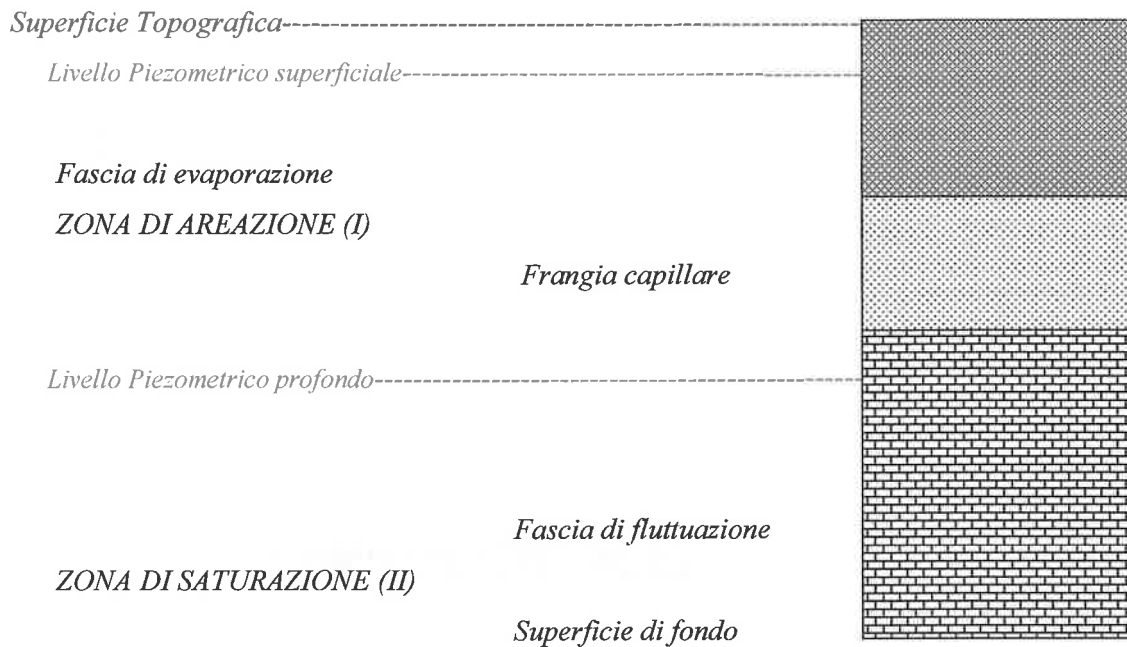 Superficie Topografica
Livello Piezometrico superficiale
Fascia di evaporazione
ZONA DI AREAZIONE (I)
Frangia capillare
Livello Piezometrico profondo
Fascia di fluttuazione
ZONA DI SATURAZIONE (II)
Superficie di fondo